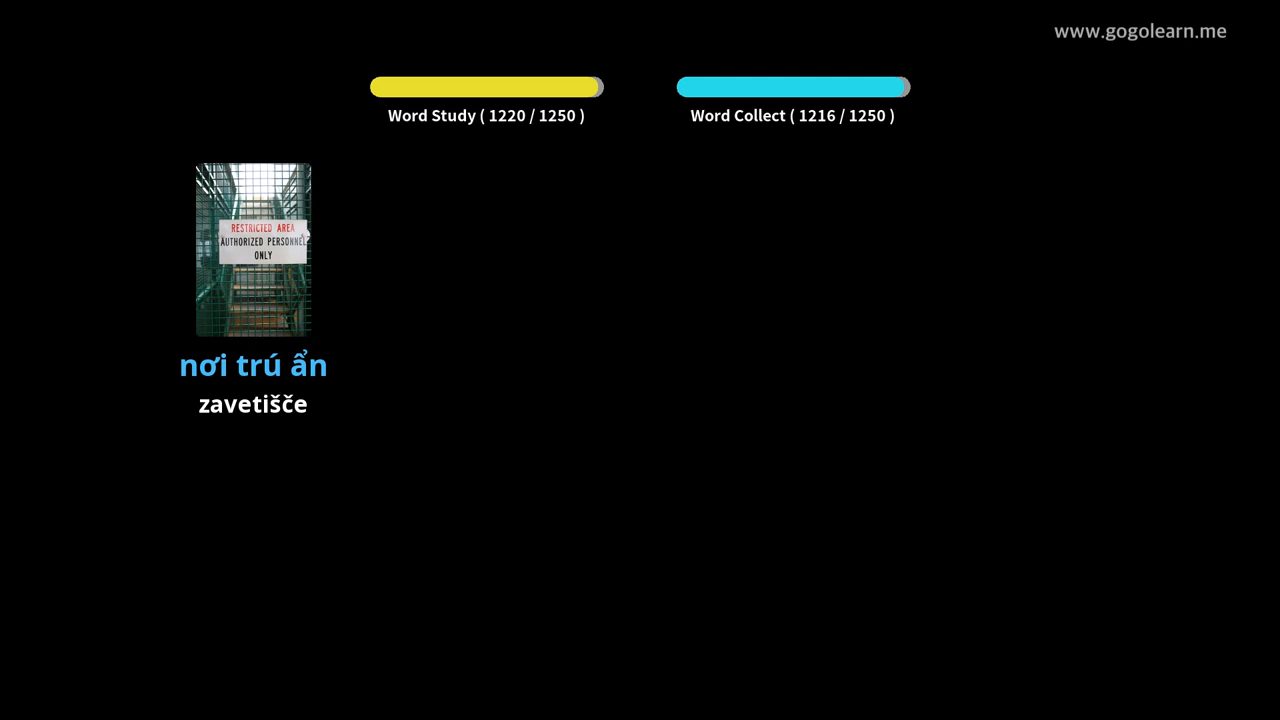 www.gogolearn.me
Word Study ( 1220 / 1250 )
Word Collect ( 1216 / 1250 )
RESTRICTED AREA
AUTHORIZED PERSONNEL
ONLY
nơi trú ẩn
zavetišče